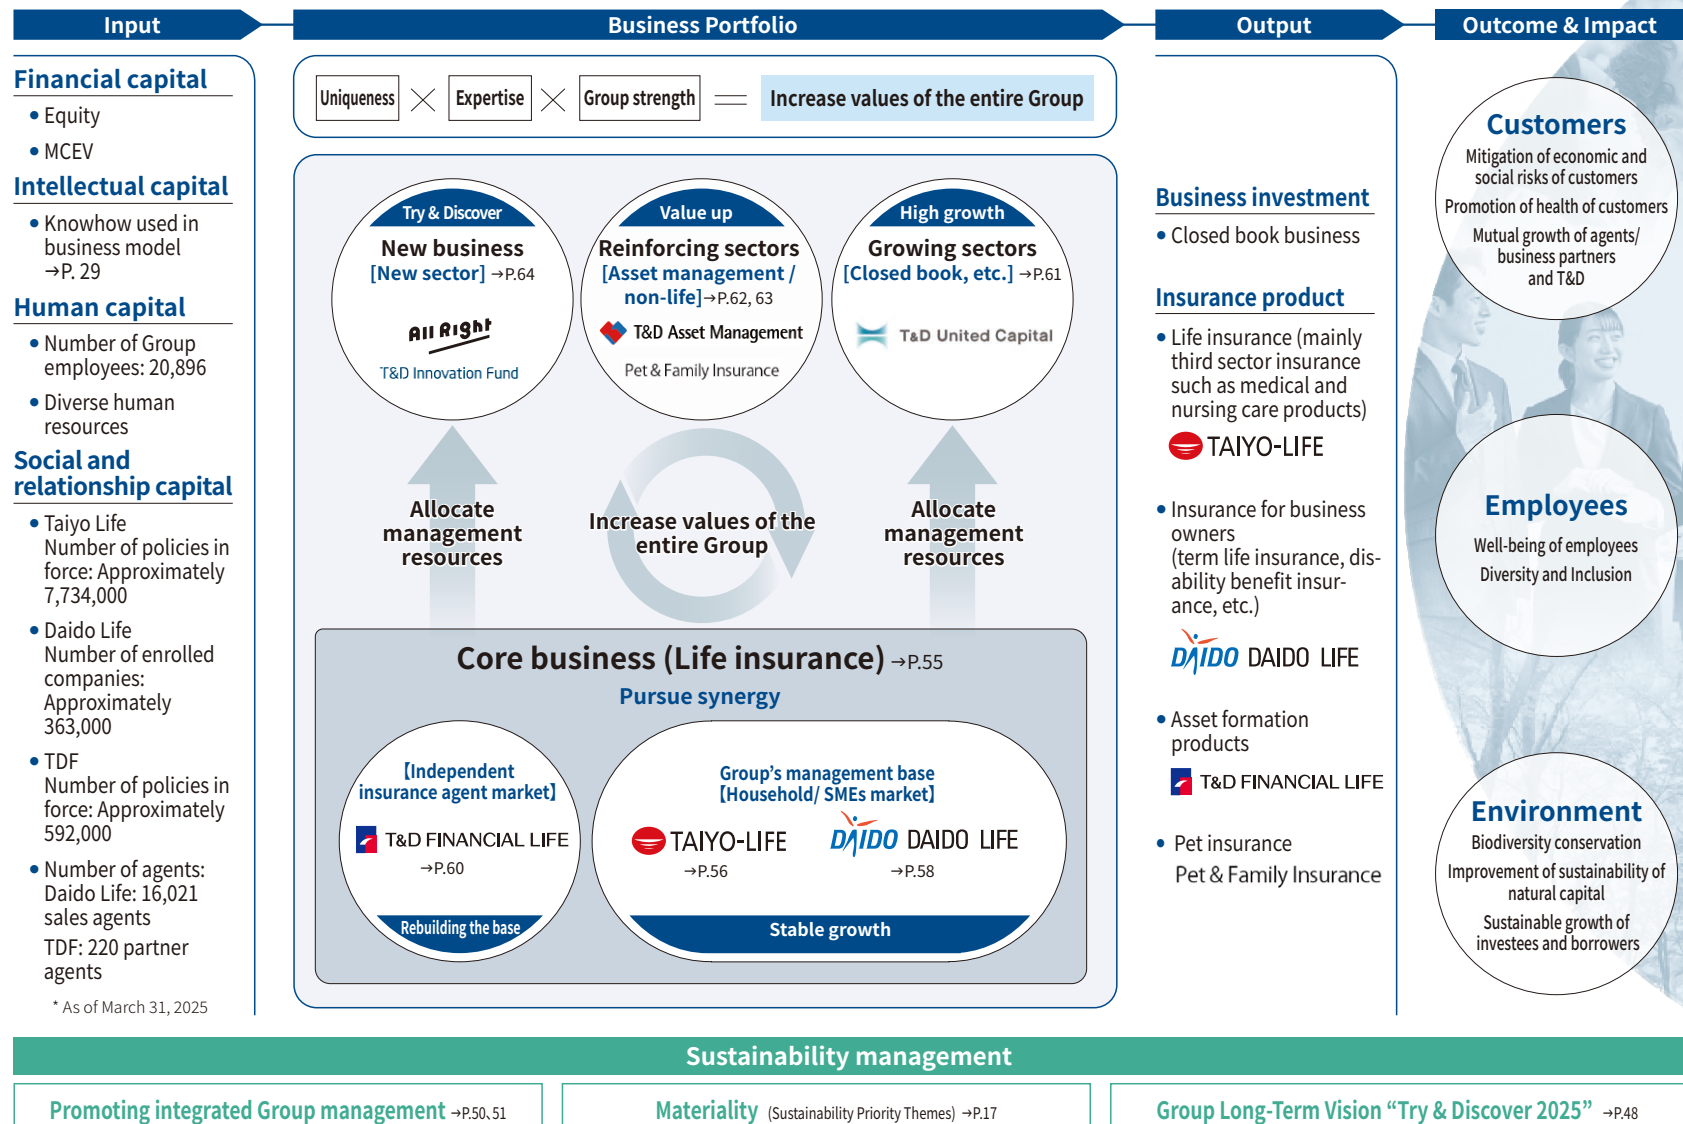 Input
Business Portfolio
Output
Outcome & Impact
Financial capital
• Equity
• MCEV
Intellectual capital
• Knowhow used in
business model
→P. 29
Human capital
• Number of Group
employees: 20,896
• Diverse human
resources
Social and
relationship capital
• Taiyo Life
Number of policies in
force: Approximately
7,734,000
• Daido Life
Number of enrolled
companies:
Approximately
363,000
• TDF
Number of policies in
force: Approximately
592,000
• Number of agents:
Daido Life: 16,021
sales agents
TDF: 220 partner
agents
* As of March 31, 2025
Uniqueness × Expertise × Group strength = Increase values of the entire Group
Try & Discover
New business
[New sector] →P.64
All Right
T&D Innovation Fund
Value up
Reinforcing sectors
[Asset management /
non-life]→P.62, 63
T&D Asset Management
Pet & Family Insurance
High growth
Growing sectors
[Closed book, etc.] →P.61
T&D United Capital
Allocate
management
resources
Increase values of the
entire Group
Allocate
management
resources
Core business (Life insurance) →P.55
Pursue synergy
【Independent
insurance agent market】
T&D FINANCIAL LIFE
→P.60
Rebuilding the base
Group’s management base
【Household/ SMEs market】
TAIYO-LIFE
→P.56
DAIDO DAIDO LIFE
→P.58
Stable growth
Business investment
• Closed book business
Insurance product
• Life insurance (mainly
third sector insurance
such as medical and
nursing care products)
TAIYO-LIFE
• Insurance for business
owners
(term life insurance, dis-
ability benefit insur-
ance, etc.)
DAIDO DAIDO LIFE
• Asset formation
products
T&D FINANCIAL LIFE
• Pet insurance
Pet & Family Insurance
Customers
Mitigation of economic and
social risks of customers
Promotion of health of customers
Mutual growth of agents/
business partners
and T&D
Employees
Well-being of employees
Diversity and Inclusion
Environment
Biodiversity conservation
Improvement of sustainability of
natural capital
Sustainable growth of
investees and borrowers
Sustainability management
Promoting integrated Group management →P.50、51
Materiality (Sustainability Priority Themes) →P.17
Group Long-Term Vision “Try & Discover 2025” →P.48